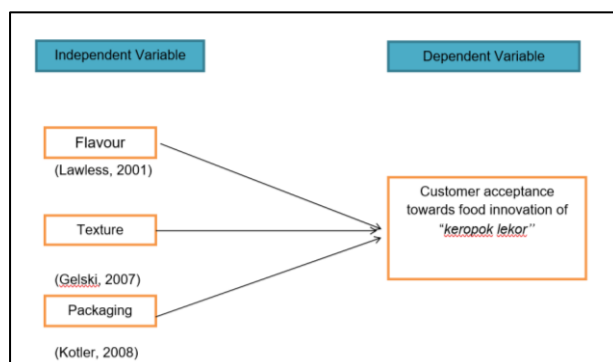 Independent Variable
Dependent Variable
Flavour
(Lawless, 2001)
Texture
(Gelski, 2007)
Packaging
(Kotler, 2008)
Customer acceptance
towards food innovation of
“keropok lekor”